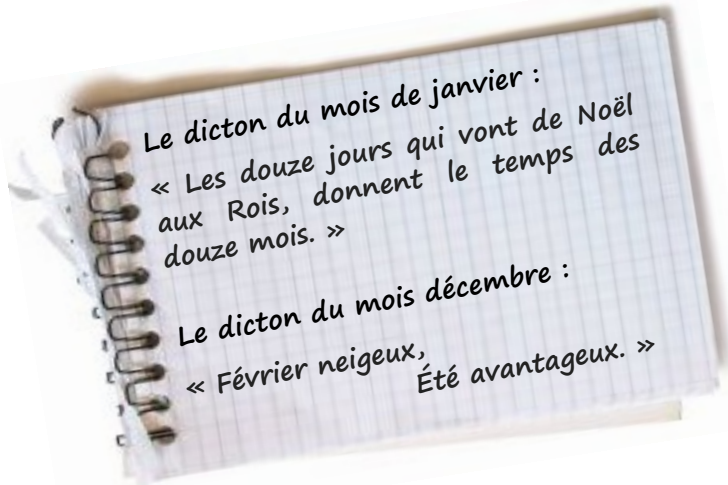 Le dicton du mois de janvier :
« Les douze jours qui vont de Noël
aux Rois, donnent le temps des
douze mois. »
Le dicton du mois décembre :
« Février neigeux,
Été avantageux. »